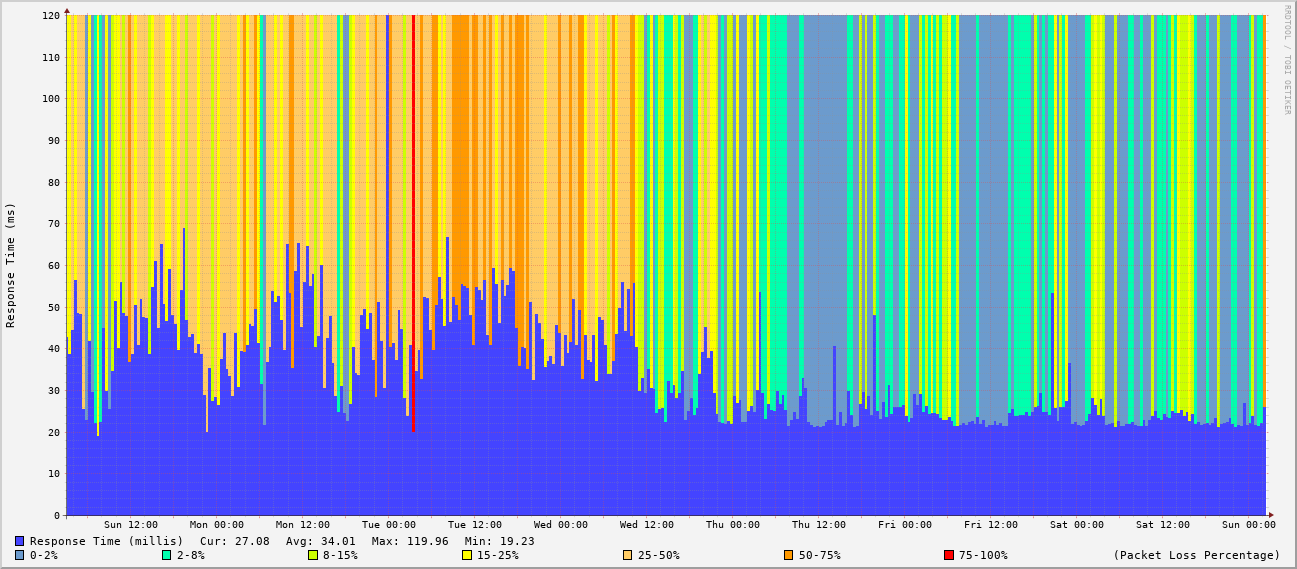 120
110
100
90
80
70
60
50
40
30
20
10
0
Response Time (ms)
RRDTOOL / TOBI OETIKER
Sun 12:00 Mon 00:00 Mon 12:00 Tue 00:00 Tue 12:00 Wed 00:00 Wed 12:00 Thu 00:00 Thu 12:00 Fri 00:00 Fri 12:00 Sat 00:00 Sat 12:00 Sun 00:00
Response Time (millis) Cur: 27.08 Avg: 34.01 Max: 119.96 Min: 19.23
0-2% 2-8% 8-15% 15-25% 25-50% 50-75% 75-100% (Packet Loss Percentage)